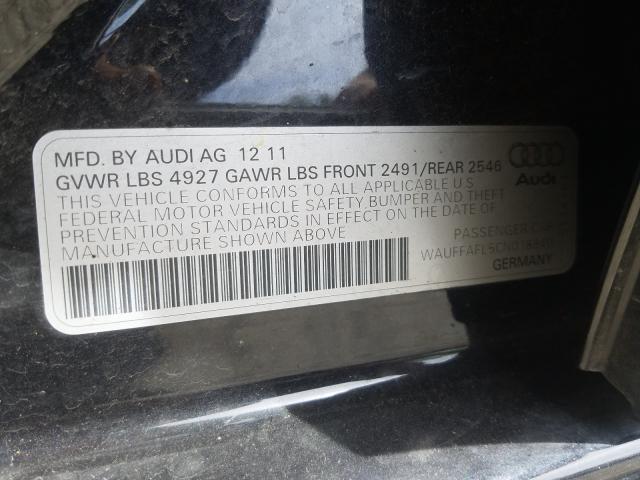 MFD. BY AUDI AG 12 11
GVWR LBS 4927 GAWR LBS FRONT 2491/REAR 2546
THIS VEHICLE CONFORMS TO ALL APPLICABLE U S
FEDERAL MOTOR VEHICLE SAFETY,BUMPER AND THEFT
PREVENTION STANDARDS IN EFFECT ON THE DATE OF
MANUFACTURE SHOWN ABOVE
Audi
PASSENGER CAR
GERMANY